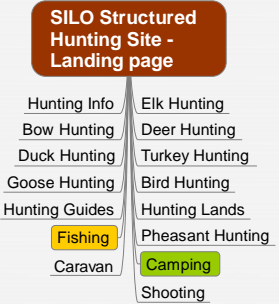 SILO Structured
Hunting Site -
Landing page
Hunting Info
Bow Hunting
Duck Hunting
Goose Hunting
Hunting Guides
Fishing
Caravan
Elk Hunting
Deer Hunting
Turkey Hunting
Bird Hunting
Hunting Lands
Pheasant Hunting
Camping
Shooting